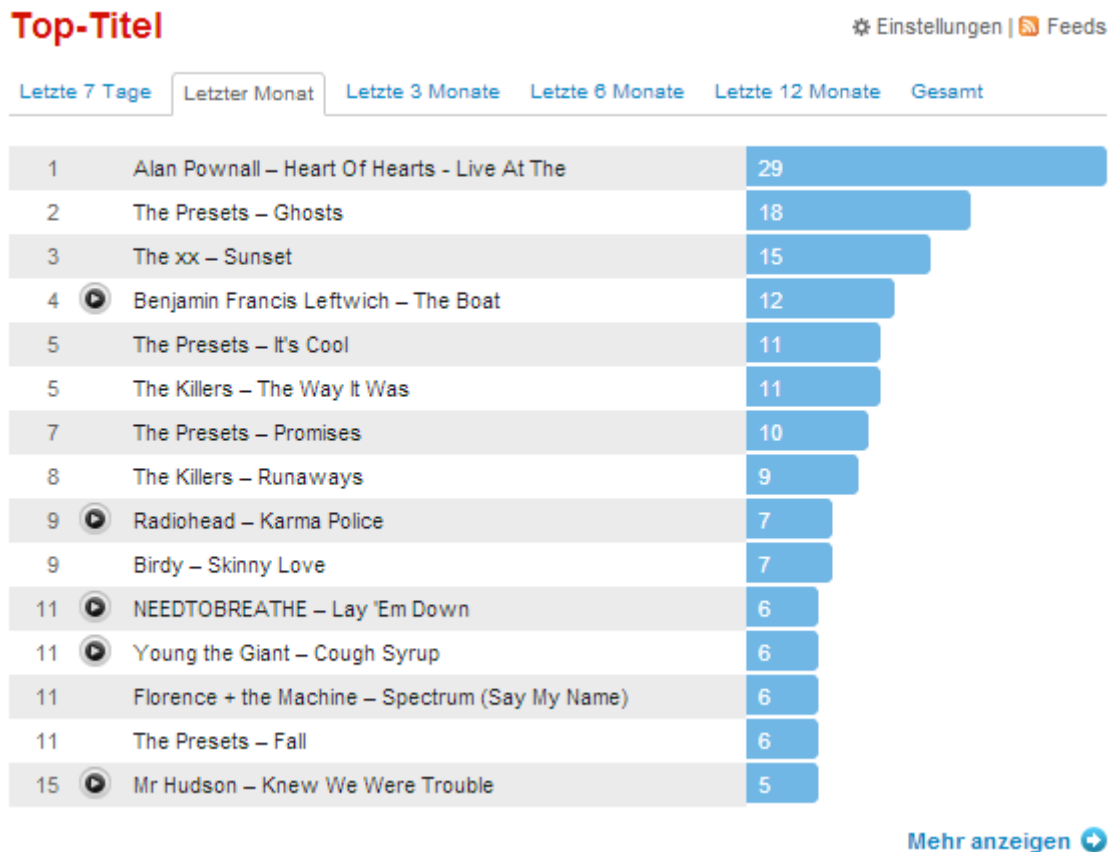 Top-Titel
Einstellungen | Feeds
Letzte 7 Tage Letzter Monat Letzte 3 Monate Letzte 6 Monate Letzte 12 Monate Gesamt
1 Alan Pownall – Heart Of Hearts - Live At The 29
2 The Presets – Ghosts 18
3 The xx – Sunset 15
4 Benjamin Francis Leftwich – The Boat 12
5 The Presets – It's Cool 11
5 The Killers – The Way It Was 11
7 The Presets – Promises 10
8 The Killers – Runaways 9
9 Radiohead – Karma Police 7
9 Birdy – Skinny Love 7
11 NEEDTOBREATHE – Lay 'Em Down 6
11 Young the Giant – Cough Syrup 6
11 Florence + the Machine – Spectrum (Say My Name) 6
11 The Presets – Fall 6
15 Mr Hudson – Knew We Were Trouble 5
Mehr anzeigen